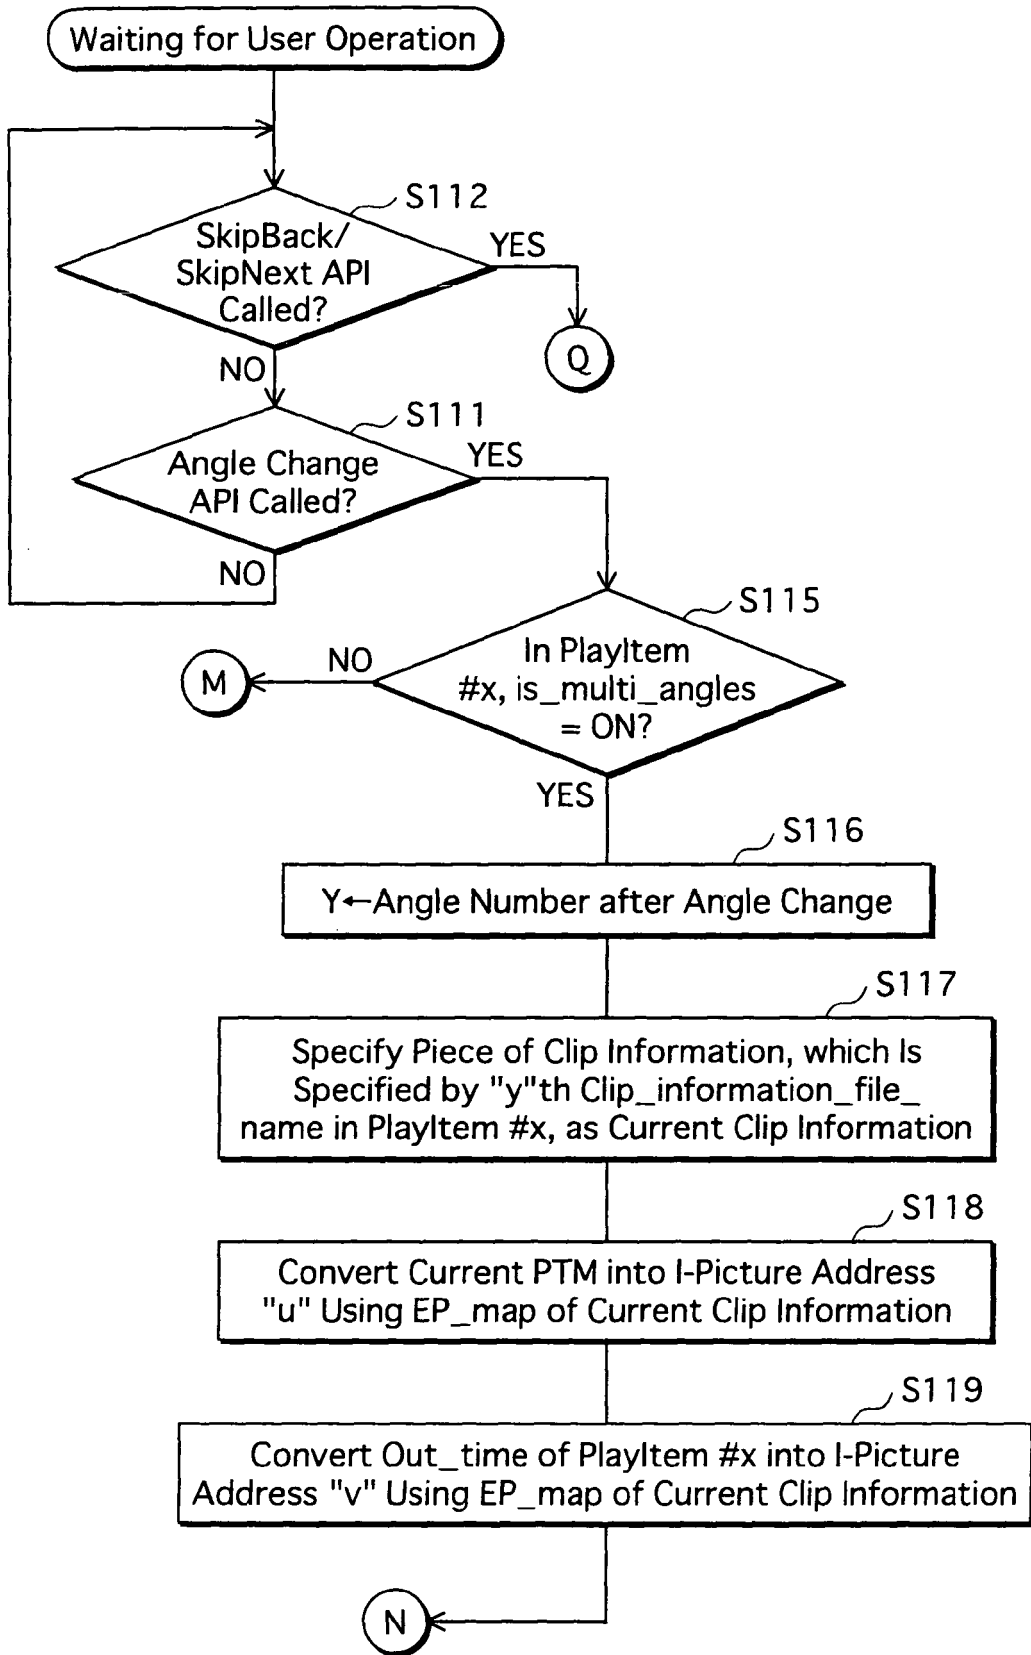 Waiting for User Operation
S112
SkipBack/
SkipNext API
Called?
YES
Q
NO
S111
Angle Change
API Called?
YES
NO
S115
In PlayItem
#x, is_multi_angles
= ON?
NO
M
YES
S116
Y←Angle Number after Angle Change
S117
Specify Piece of Clip Information, which Is
Specified by "y"th Clip_information_file_
name in PlayItem #x, as Current Clip Information
S118
Convert Current PTM into I-Picture Address
"u" Using EP_map of Current Clip Information
S119
Convert Out_time of PlayItem #x into I-Picture
Address "v" Using EP_map of Current Clip Information
N